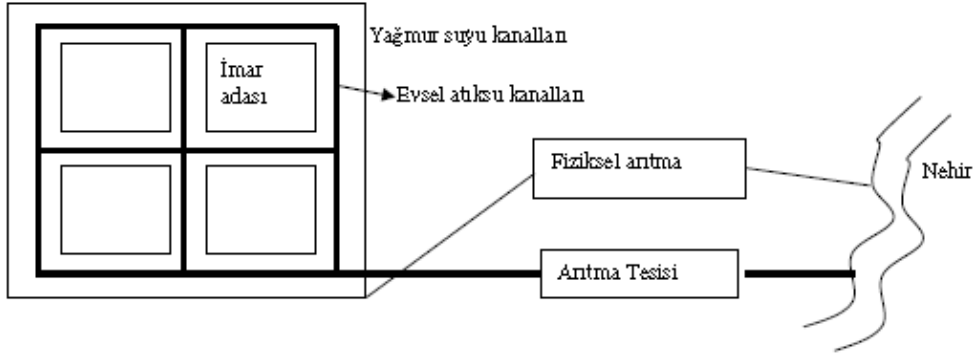 Yağmur suyu kanalları
İmar
adası
Evsel atıksu kanalları
Fiziksel arıtma
Nehir
Arıtma Tesisi